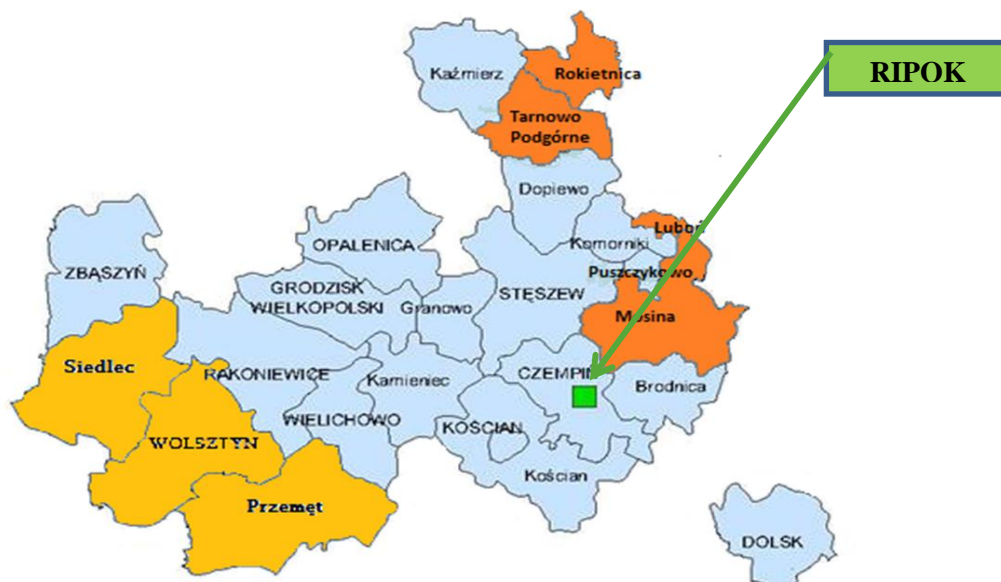 Kaźmierz
Rokietnica
RIPOK
Tarnowo
Podgórne
Dopiewo
Luboń
Komorniki
OPALENICA
ZBĄSZYŃ
Puszczykowo
GRODZISK
WIELKOPOLSKI
Granowo
STĘSZEW
Mosina
Siedlec
RAKONIEWICE
Kamieniec
CZEMPIŃ
Brodnica
WIELICHOWO
KOŚCIAN
WOLSZTYN
Kościan
Przemęt
DOLSK